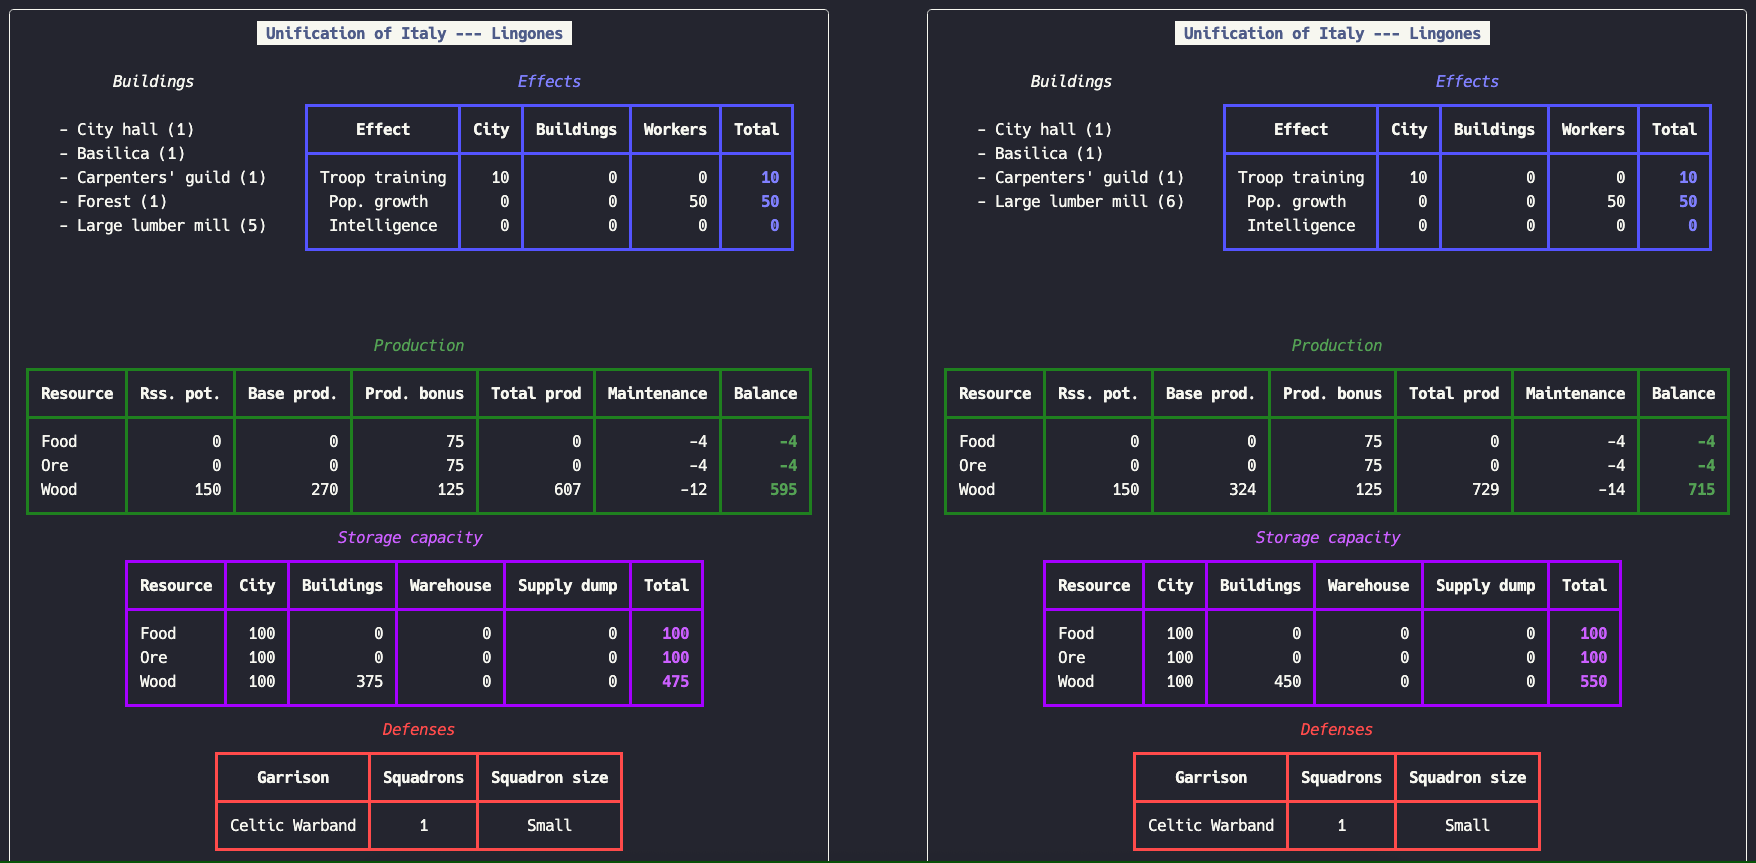 Unification of Italy --- Lingones
Buildings
- City hall (1)
- Basilica (1)
- Carpenters' guild (1)
- Forest (1)
- Large lumber mill (5)
Effects
Effect City Buildings Workers Total
Troop training 10 0 0 10
Pop. growth 0 0 50 50
Intelligence 0 0 0 0
Production
Resource Rss. pot. Base prod. Prod. bonus Total prod Maintenance Balance
Food 0 0 75 0 -4 -4
Ore 0 0 75 0 -4 -4
Wood 150 270 125 607 -12 595
Storage capacity
Resource City Buildings Warehouse Supply dump Total
Food 100 0 0 0 100
Ore 100 0 0 0 100
Wood 100 375 0 0 475
Defenses
Garrison Squadrons Squadron size
Celtic Warband 1 Small
Unification of Italy --- Lingones
Buildings
- City hall (1)
- Basilica (1)
- Carpenters' guild (1)
- Large lumber mill (6)
Effects
Effect City Buildings Workers Total
Troop training 10 0 0 10
Pop. growth 0 0 50 50
Intelligence 0 0 0 0
Production
Resource Rss. pot. Base prod. Prod. bonus Total prod Maintenance Balance
Food 0 0 75 0 -4 -4
Ore 0 0 75 0 -4 -4
Wood 150 324 125 729 -14 715
Storage capacity
Resource City Buildings Warehouse Supply dump Total
Food 100 0 0 0 100
Ore 100 0 0 0 100
Wood 100 450 0 0 550
Defenses
Garrison Squadrons Squadron size
Celtic Warband 1 Small